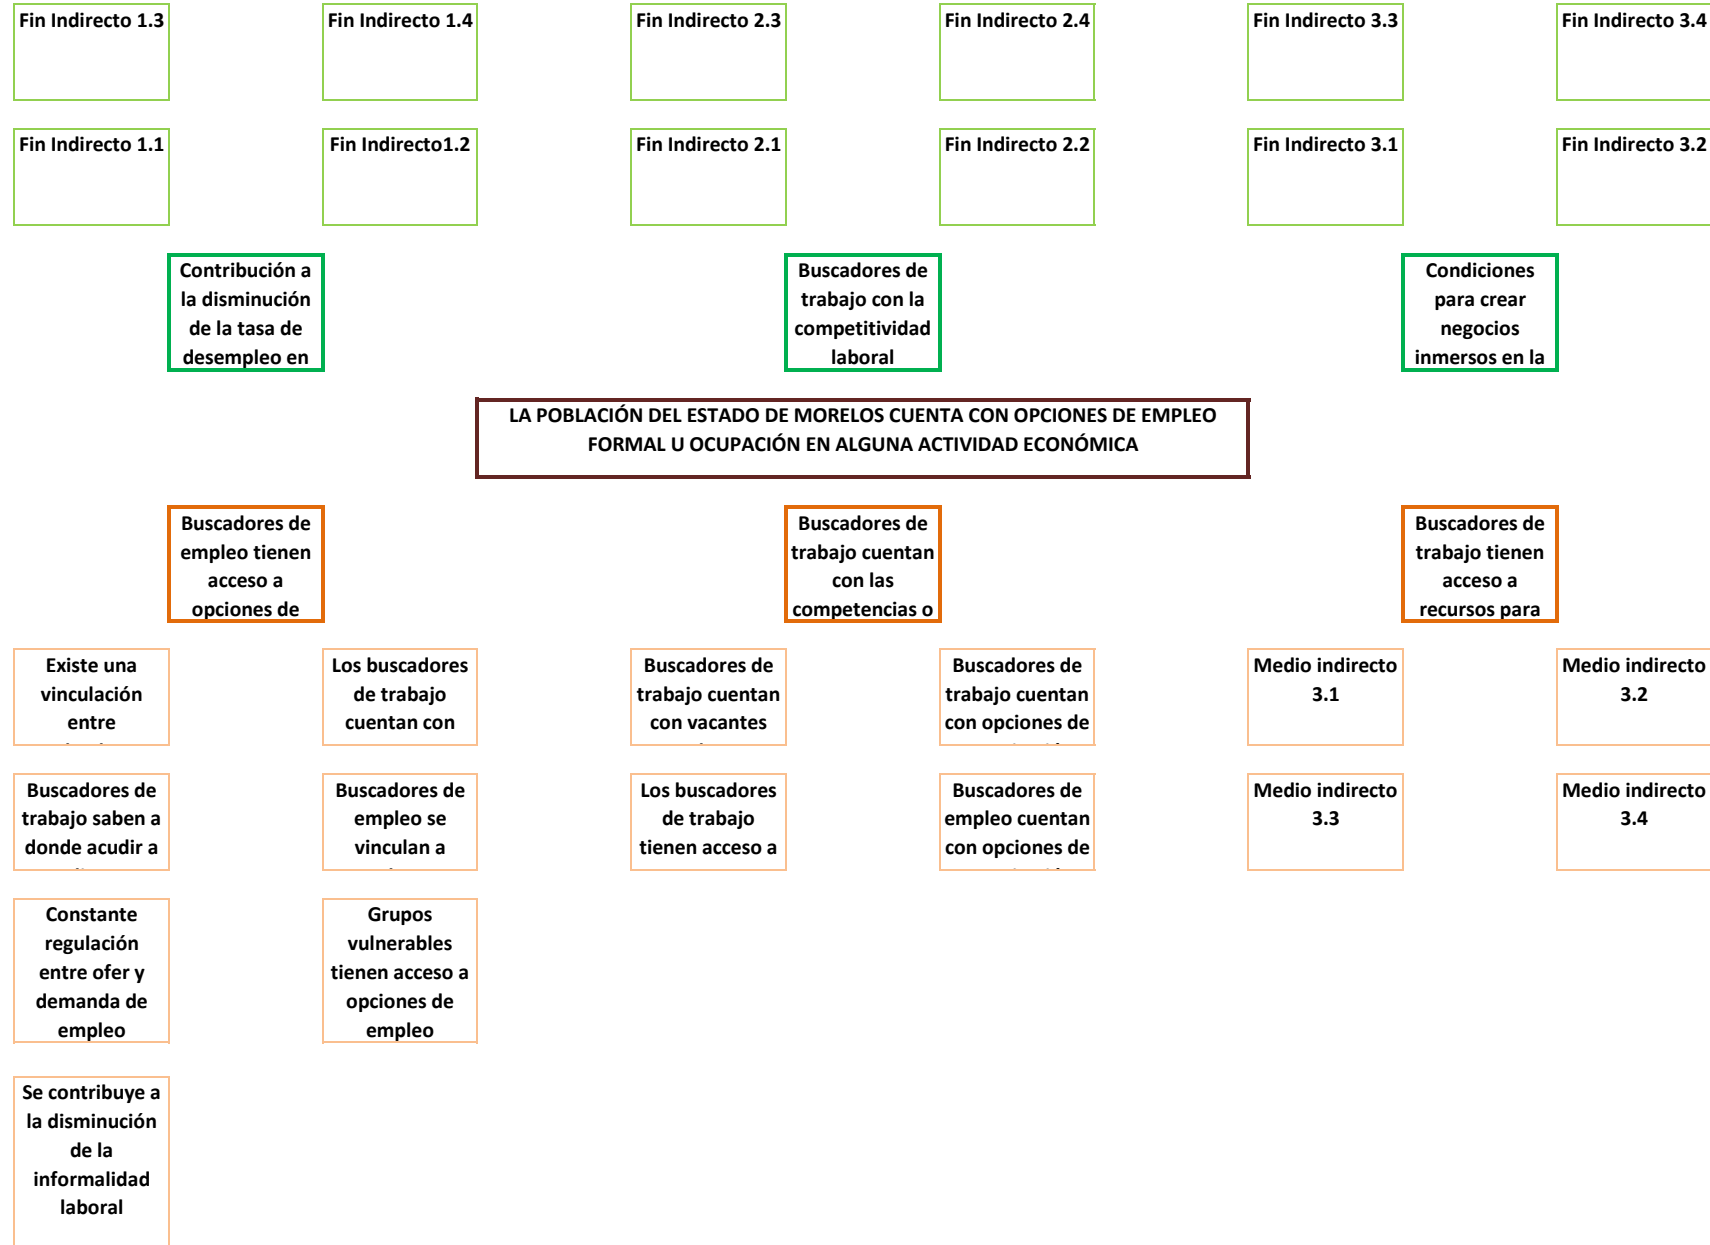 Fin Indirecto 1.3
Fin Indirecto 1.4
Fin Indirecto 2.3
Fin Indirecto 2.4
Fin Indirecto 3.3
Fin Indirecto 3.4
Fin Indirecto 1.1
Fin Indirecto1.2
Fin Indirecto 2.1
Fin Indirecto 2.2
Fin Indirecto 3.1
Fin Indirecto 3.2
Contribución a
la disminución
de la tasa de
desempleo en
Buscadores de
trabajo con la
competitividad
laboral
Condiciones
para crear
negocios
inmersos en la
LA POBLACIÓN DEL ESTADO DE MORELOS CUENTA CON OPCIONES DE EMPLEO
FORMAL U OCUPACIÓN EN ALGUNA ACTIVIDAD ECONÓMICA
Buscadores de
empleo tienen
acceso a
opciones de
Buscadores de
trabajo cuentan
con las
competencias o
Buscadores de
trabajo tienen
acceso a
recursos para
Existe una
vinculación
entre
Los buscadores
de trabajo
cuentan con
Buscadores de
trabajo cuentan
con vacantes
Buscadores de
trabajo cuentan
con opciones de
Medio indirecto
3.1
Medio indirecto
3.2
Buscadores de
trabajo saben a
donde acudir a
Buscadores de
empleo se
vinculan a
Los buscadores
de trabajo
tienen acceso a
Buscadores de
empleo cuentan
con opciones de
Medio indirecto
3.3
Medio indirecto
3.4
Constante
regulación
entre ofer y
demanda de
empleo
Grupos
vulnerables
tienen acceso a
opciones de
empleo
Se contribuye a
la disminución
de la
informalidad
laboral